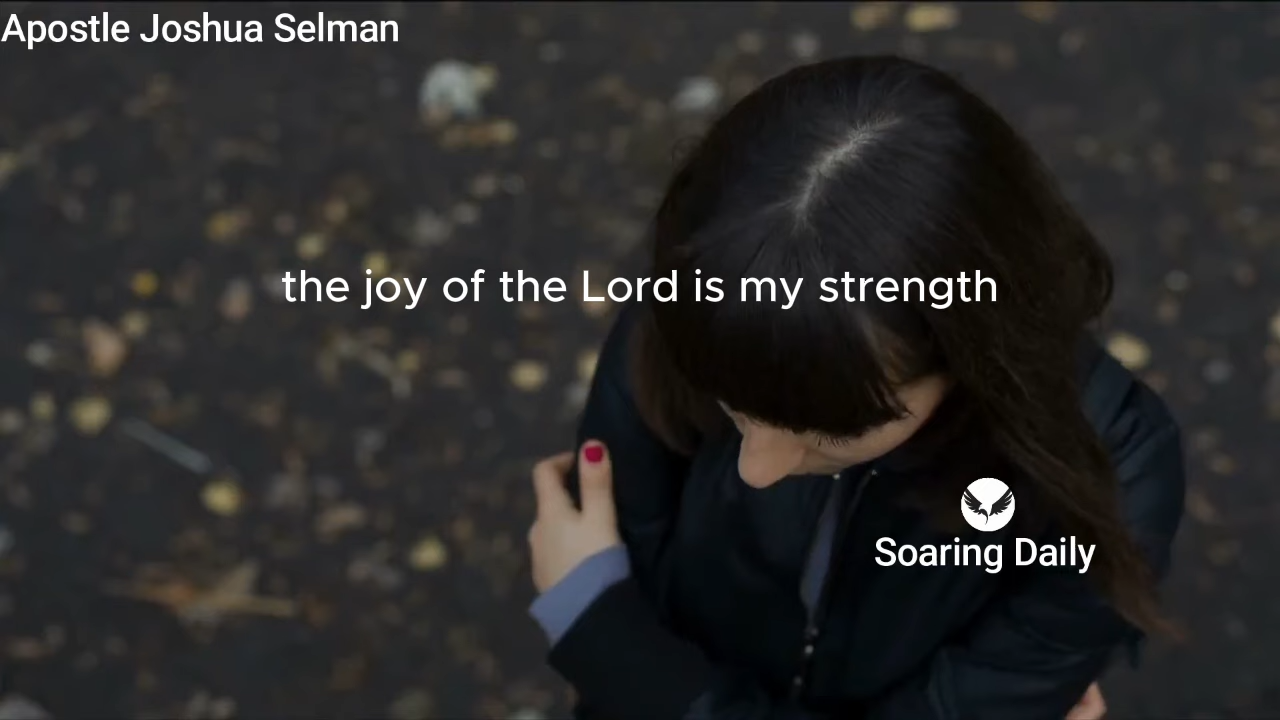 Apostle Joshua Selman
the joy of the Lord is my strength
Soaring Daily